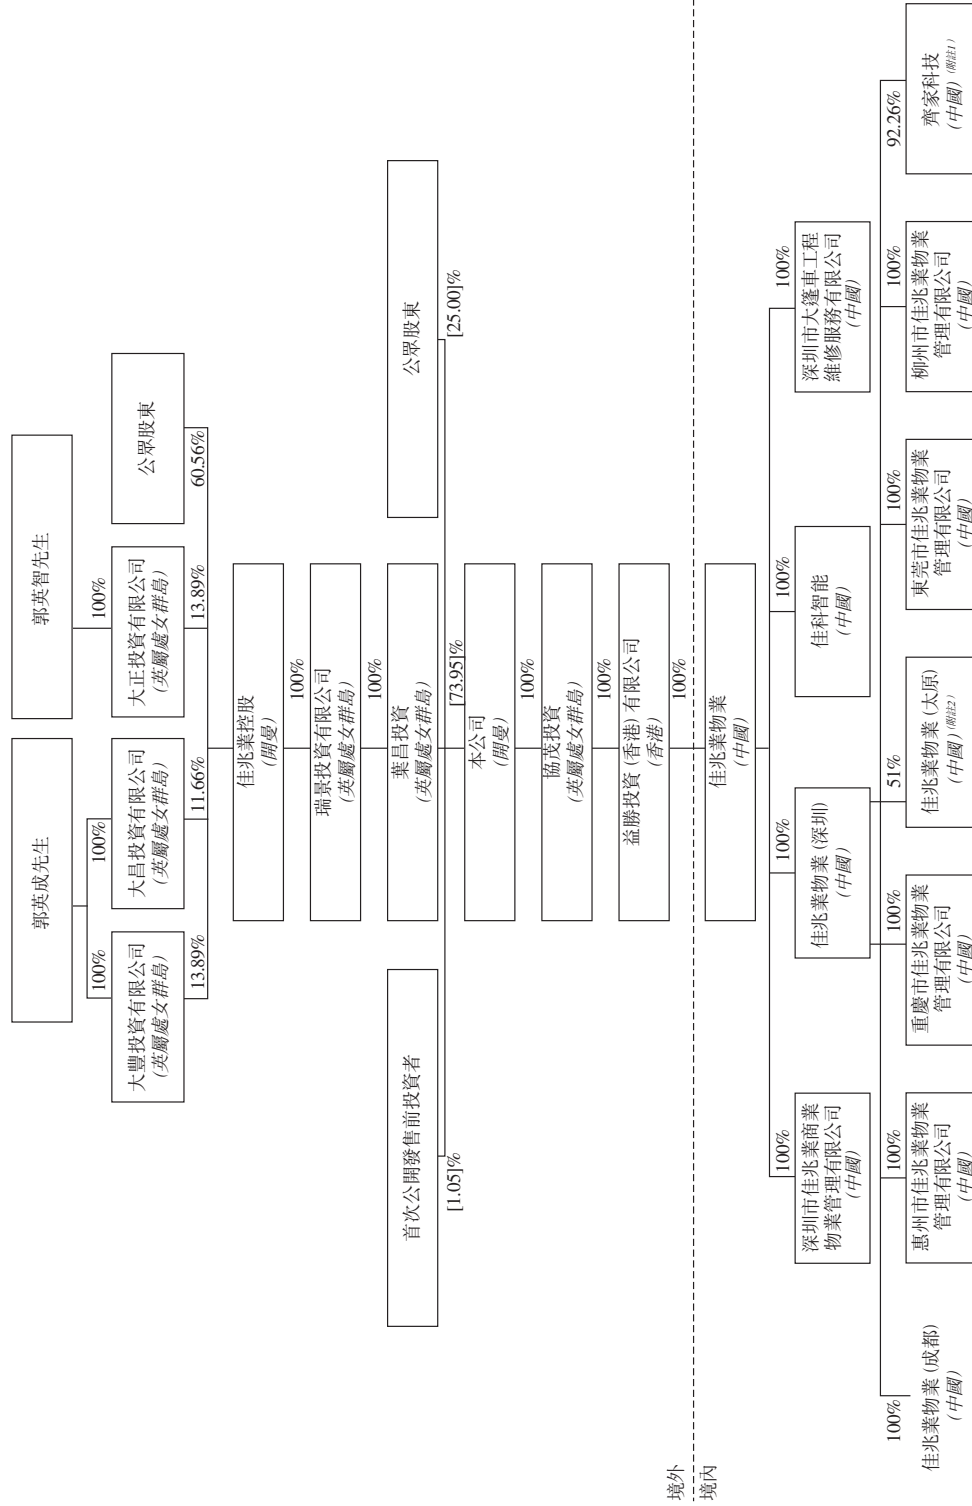 郭英成先生
郭英智先生
100%
100%
100%
大豐投資有限公司
(英屬處女群島)
大昌投資有限公司
(英屬處女群島)
大正投資有限公司
(英屬處女群島)
公眾股東
13.89%
11.66%
13.89%
60.56%
佳兆業控股
(開曼)
100%
瑞景投資有限公司
(英屬處女群島)
100%
首次公開發售前投資者
葉昌投資
(英屬處女群島)
公眾股東
[1.05]%
[73.95]%
[25.00]%
本公司
(開曼)
100%
協茂投資
(英屬處女群島)
100%
益勝投資 (香港) 有限公司
(香港)
100%
境外
境內
佳兆業物業
(中國)
100%
100%
100%
100%
深圳市佳兆業商業
物業管理有限公司
(中國)
佳兆業物業 (深圳)
(中國)
佳科智能
(中國)
深圳市大篷車工程
維修服務有限公司
(中國)
100%
100%
100%
51%
100%
100%
92.26%
佳兆業物業 (成都)
(中國)
惠州市佳兆業物業
管理有限公司
(中國)
重慶市佳兆業物業
管理有限公司
(中國)
佳兆業物業 (太原)
(中國) (附註2)
東莞市佳兆業物業
管理有限公司
(中國)
柳州市佳兆業物業
管理有限公司
(中國)
齊家科技
(中國) (附註1)